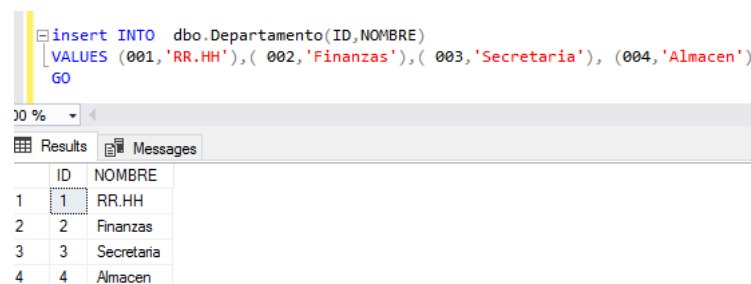 insert INTO dbo.Departamento(ID,NOMBRE)
VALUES (001,'RR.HH'),( 002,'Finanzas'),( 003,'Secretaria'), (004,'Almacen')
GO
00 %
Results Messages
ID NOMBRE
1 1 RR.HH
2 2 Finanzas
3 3 Secretaria
4 4 Almacen